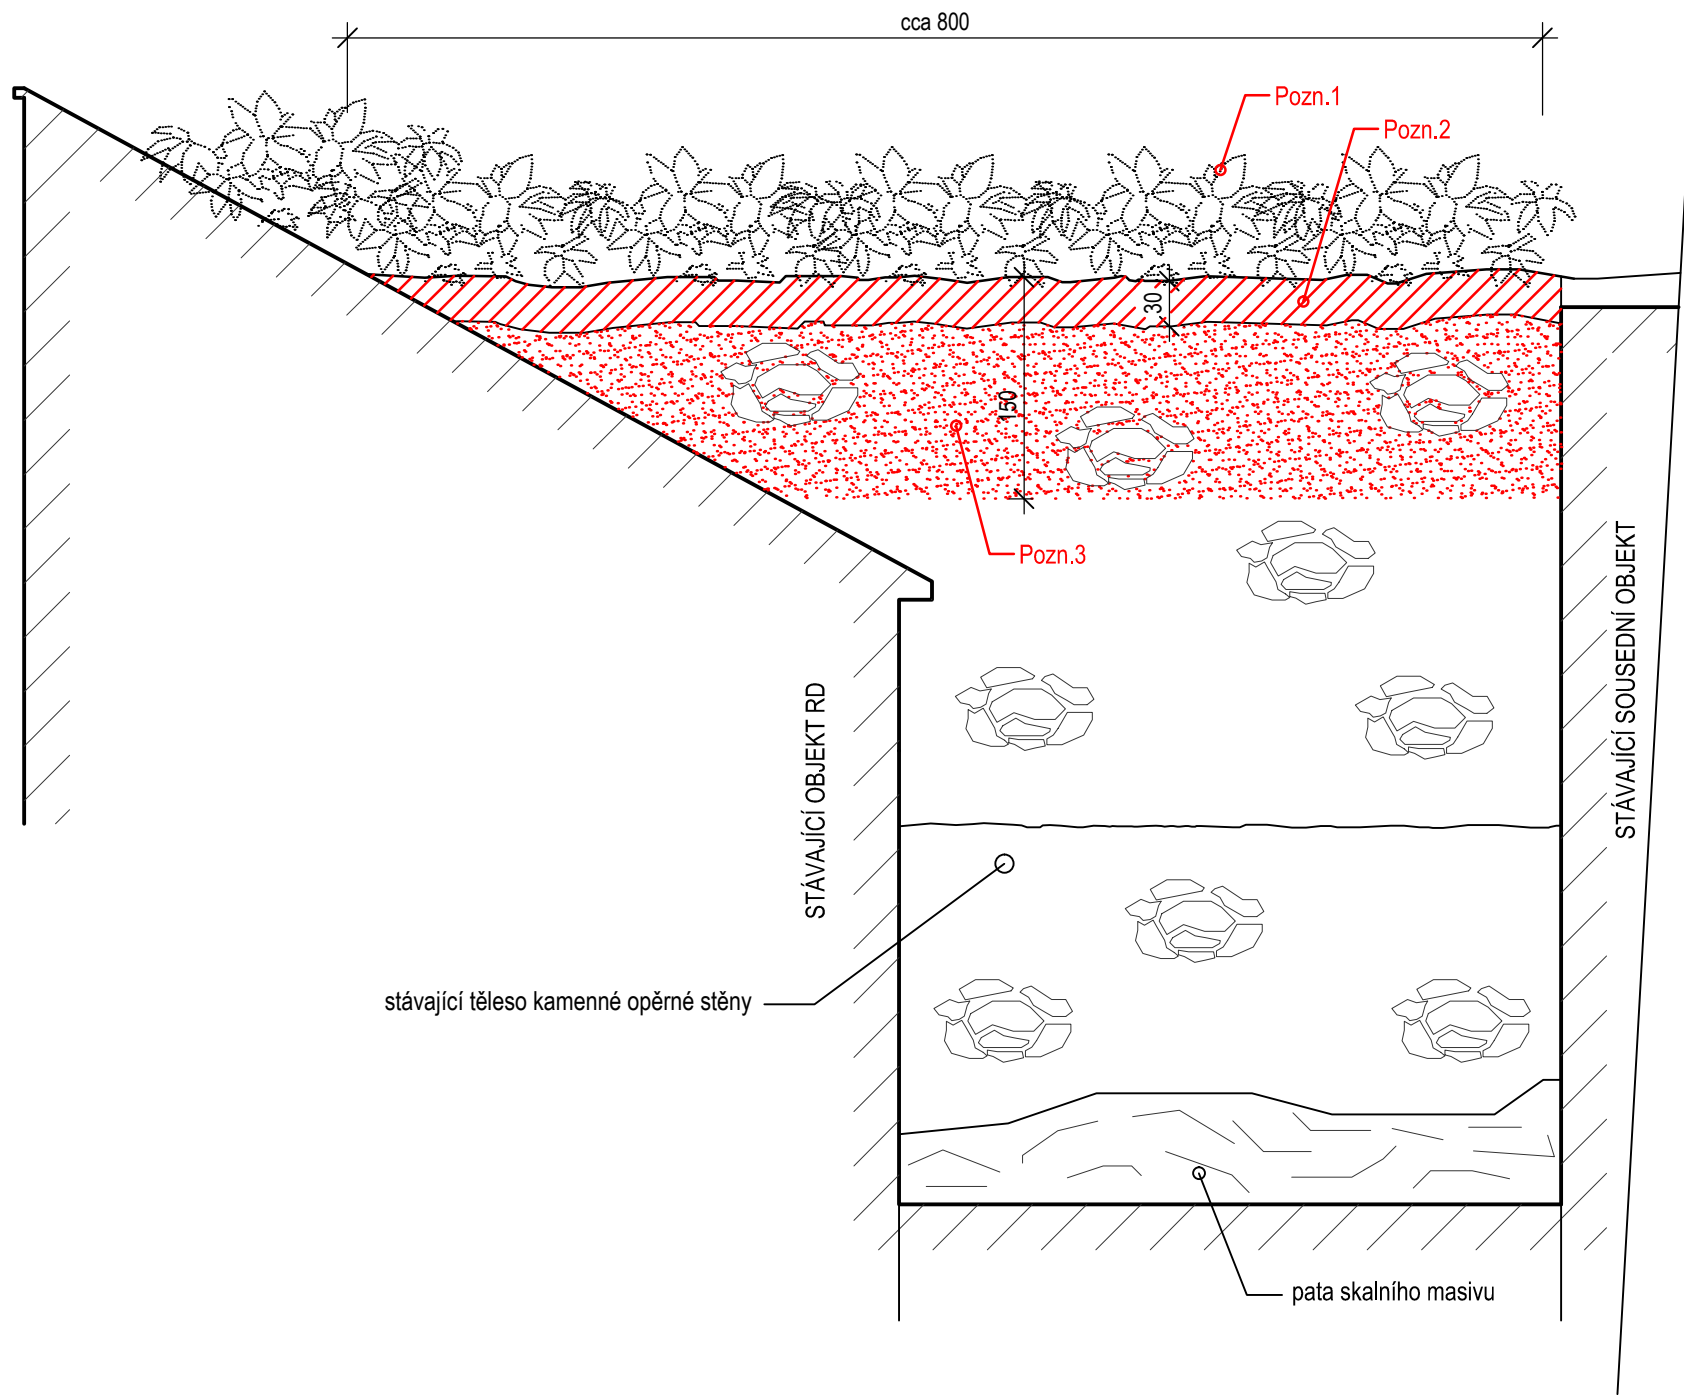 cca 800
Pozn.1
Pozn.2
30
150
Pozn.3
STÁVAJÍCÍ OBJEKT RD
STÁVAJÍCÍ SOUSEDNÍ OBJEKT
stávající těleso kamenné opěrné stěny
pata skalního masivu